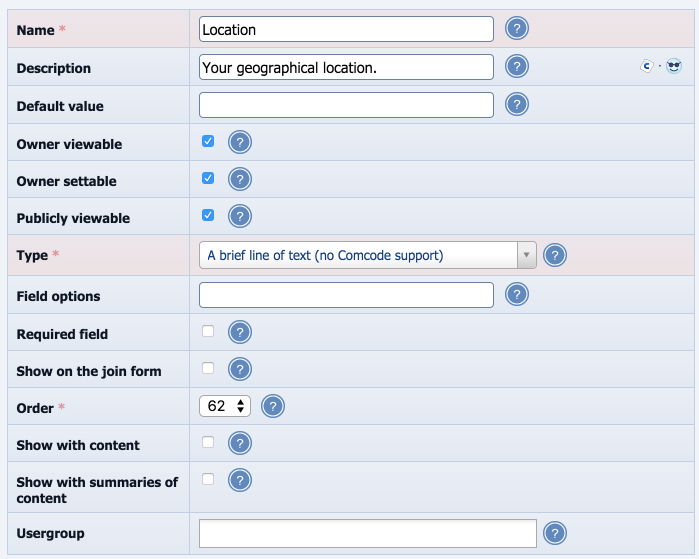 Name * Location ?
Description Your geographical location. ? c
Default value ?
Owner viewable ?
Owner settable ?
Publicly viewable ?
Type * A brief line of text (no Comcode support) ?
Field options ?
Required field ?
Show on the join form ?
Order * 62 ?
Show with content ?
Show with summaries of
content ?
Usergroup ?